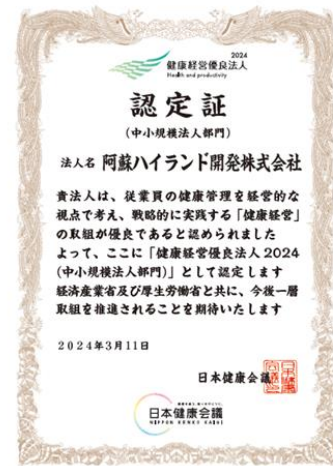 2024
健康経営優良法人
Health and productivity
認定証
(中小規模法人部門)
法人名 阿蘇ハイランド開発株式会社
貴法人は、従業員の健康管理を経営的な
視点で考え、戦略的に実践する「健康経営」
の取組が優良であると認められました
よって、ここに「健康経営優良法人2024
(中小規模法人部門)」として認定します
経済産業省及び厚生労働省と共に、今後一層
取組を推進されることを期待いたします
2024年3月11日
日本健康会議
日本健康会議
NIPPON KENKO KAIGI